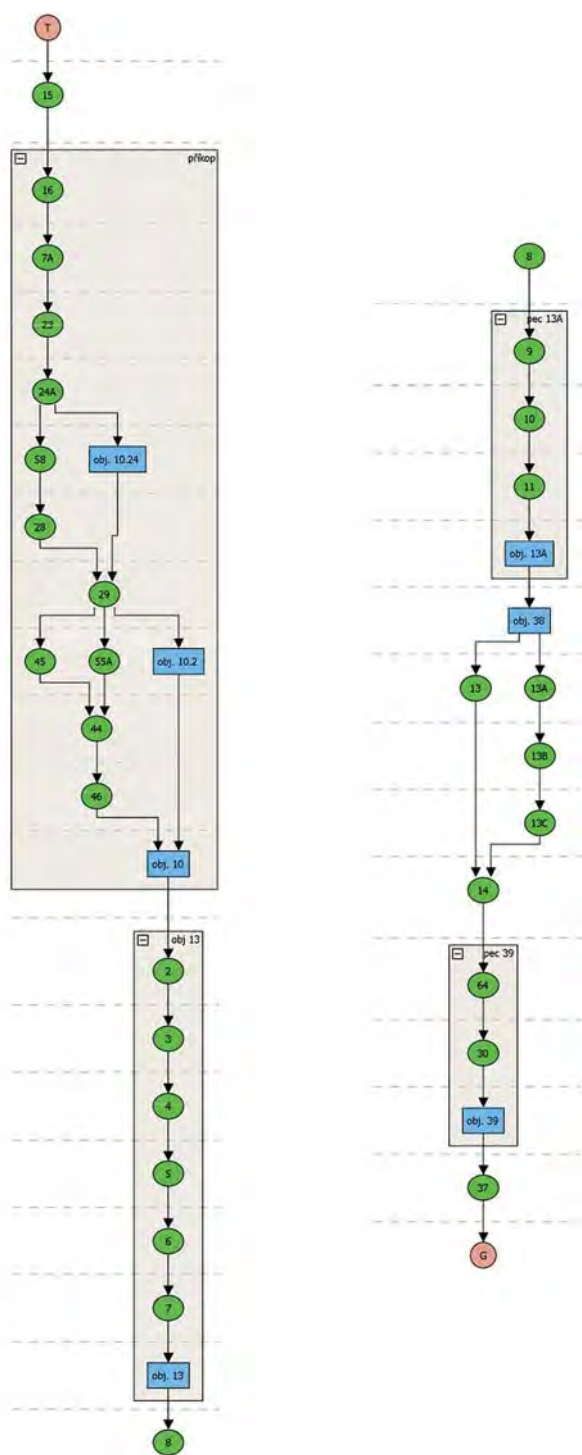 T
15
příkop
16
7A
23
24A
58
obj. 10.24
28
29
45
55A
obj. 10.2
44
46
obj. 10
obj 13
2
3
4
5
6
7
obj. 13
8
8
pec 13A
9
10
11
obj. 13A
obj. 38
13
13A
13B
13C
14
pec 39
64
30
obj. 39
37
G